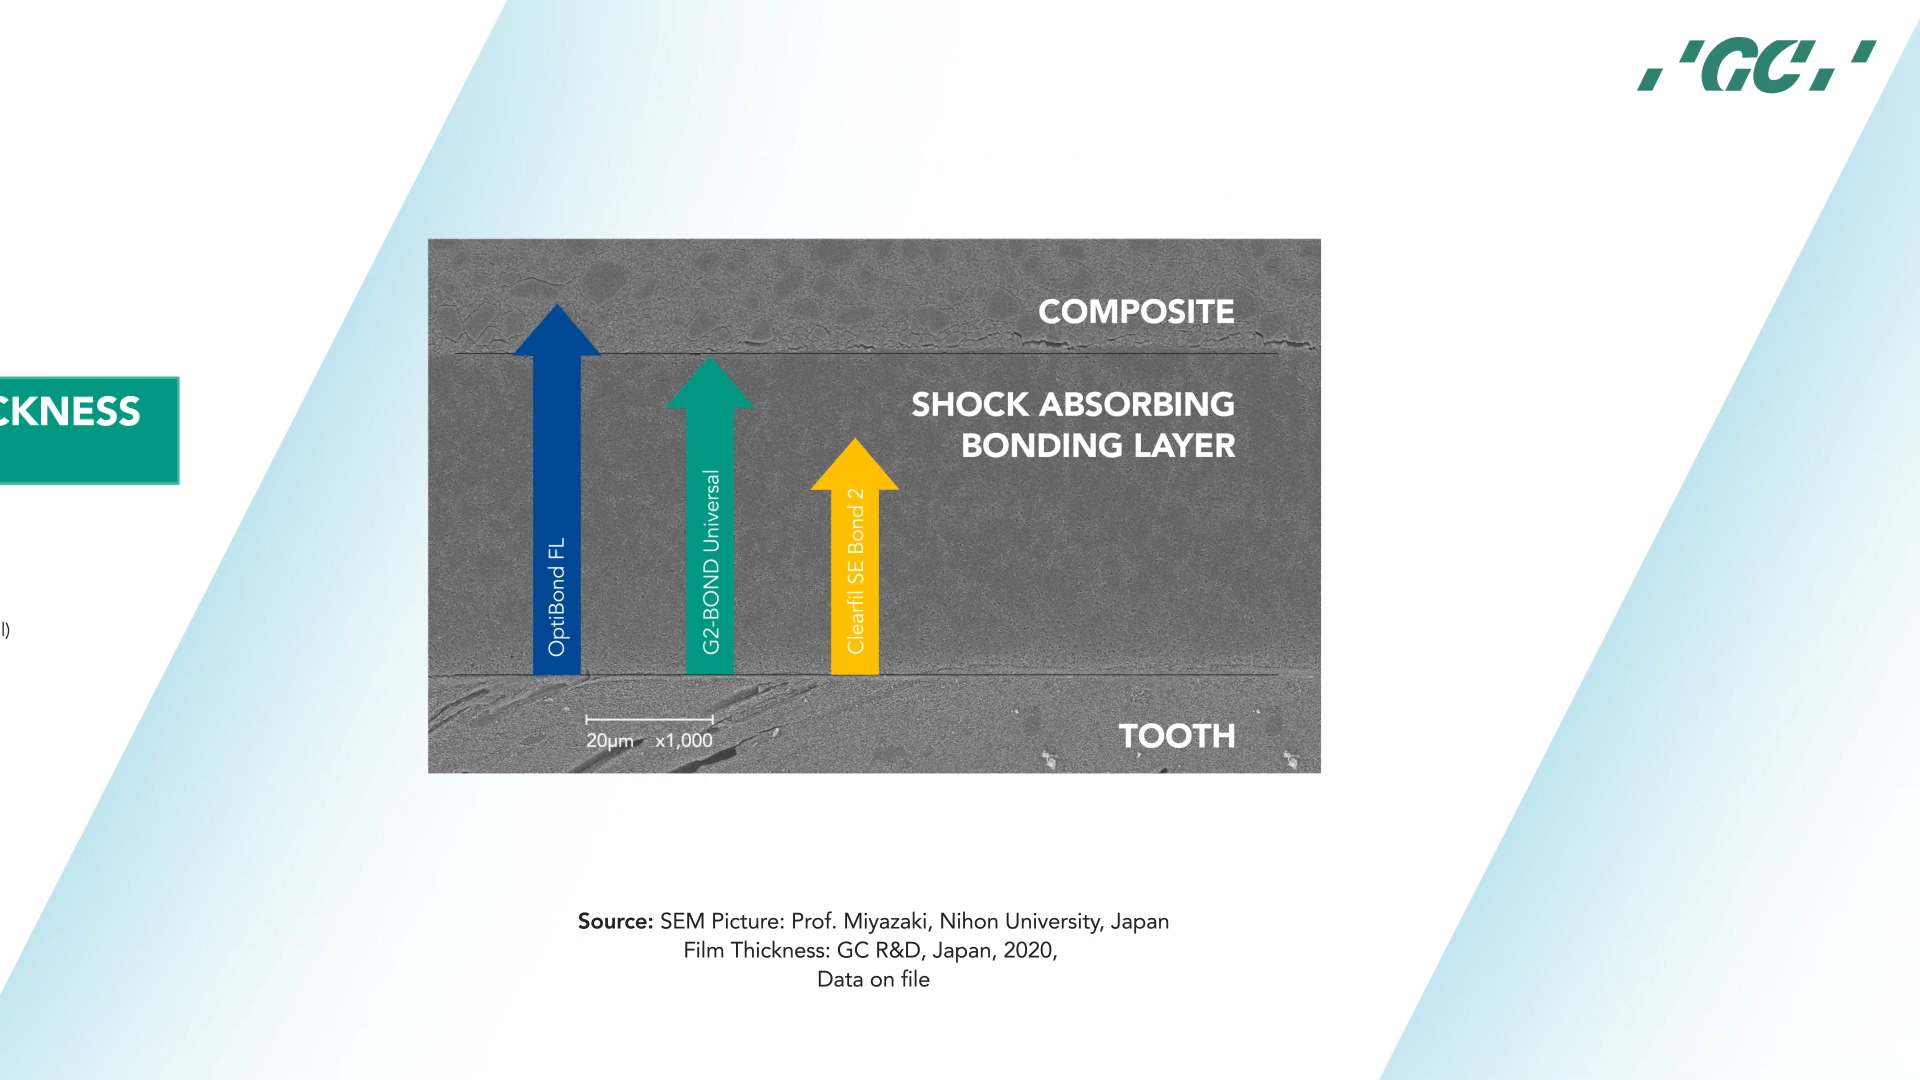 GC
CKNESS
l)
COMPOSITE
SHOCK ABSORBING
BONDING LAYER
OptiBond FL
G2-BOND Universal
Clearfil SE Bond 2
20μm x1,000
TOOTH
Source: SEM Picture: Prof. Miyazaki, Nihon University, Japan
Film Thickness: GC R&D, Japan, 2020,
Data on file